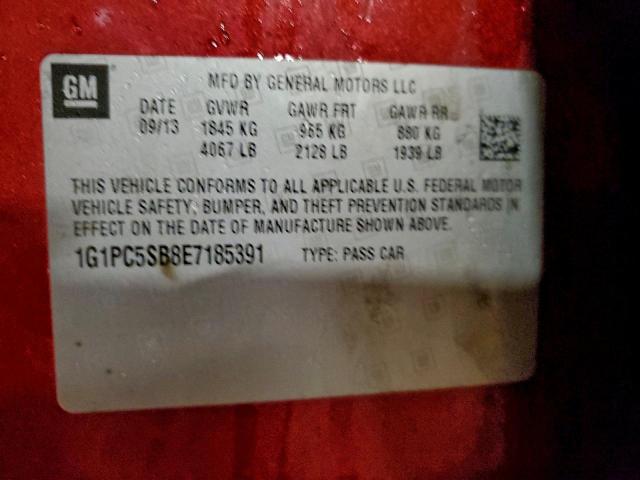 GM
MFD BY GENERAL MOTORS LLC
DATE GVWR GAWR FRT GAWR RR
09/13 1845 KG 965 KG 880 KG
4067 LB 2128 LB 1939 LB
THIS VEHICLE CONFORMS TO ALL APPLICABLE U.S. FEDERAL MOTOR
VEHICLE SAFETY, BUMPER, AND THEFT PREVENTION STANDARDS IN
EFFECT ON THE DATE OF MANUFACTURE SHOWN ABOVE.
1G1PC5SB8E7185391 TYPE: PASS CAR